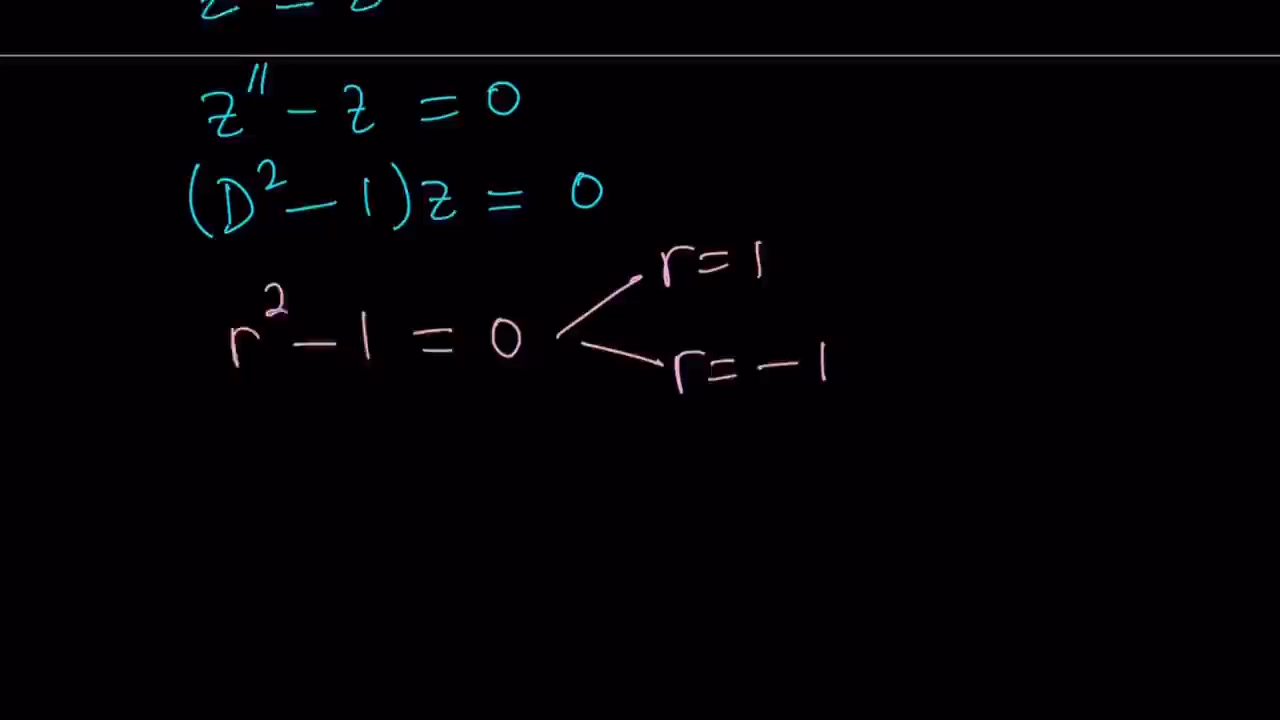 z'' - z = 0
(D² - 1)z = 0
r² - 1 = 0
r = 1
r = -1